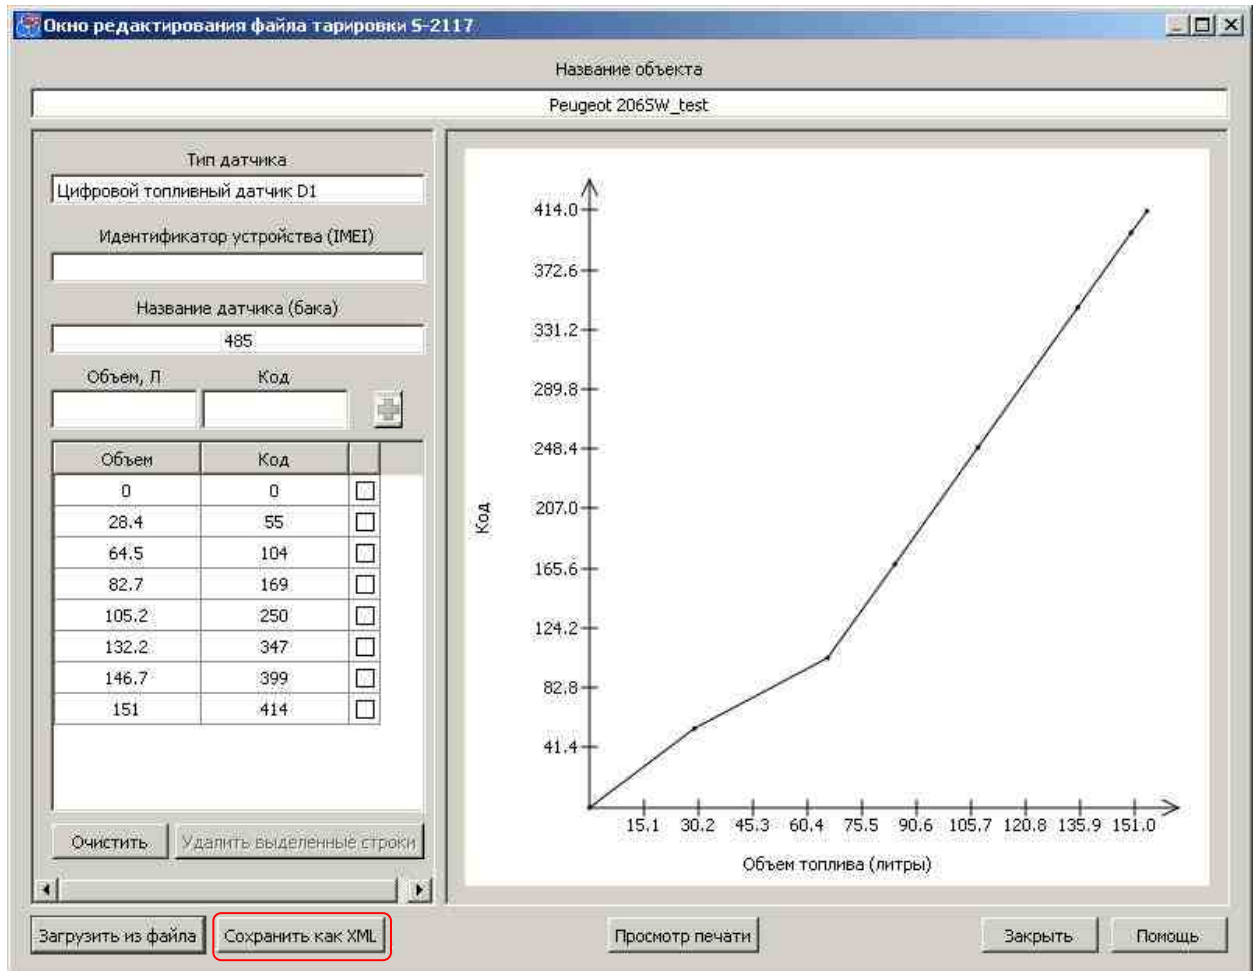 Окно редактирования файла тарировки S-2117
Название объекта
Peugeot 206SW_test
Тип датчика
Цифровой топливный датчик D1
Идентификатор устройства (IMEI)
Название датчика (бака)
485
Объем, Л Код
Объем Код
0 0
28.4 55
64.5 104
82.7 169
105.2 250
132.2 347
146.7 399
151 414
Очистить Удалить выделенные строки
414.0
372.6
331.2
289.8
248.4
207.0
165.6
124.2
82.8
41.4
Код
15.1 30.2 45.3 60.4 75.5 90.6 105.7 120.8 135.9 151.0
Объем топлива (литры)
Загрузить из файла Сохранить как XML Просмотр печати Закрыть Помощь